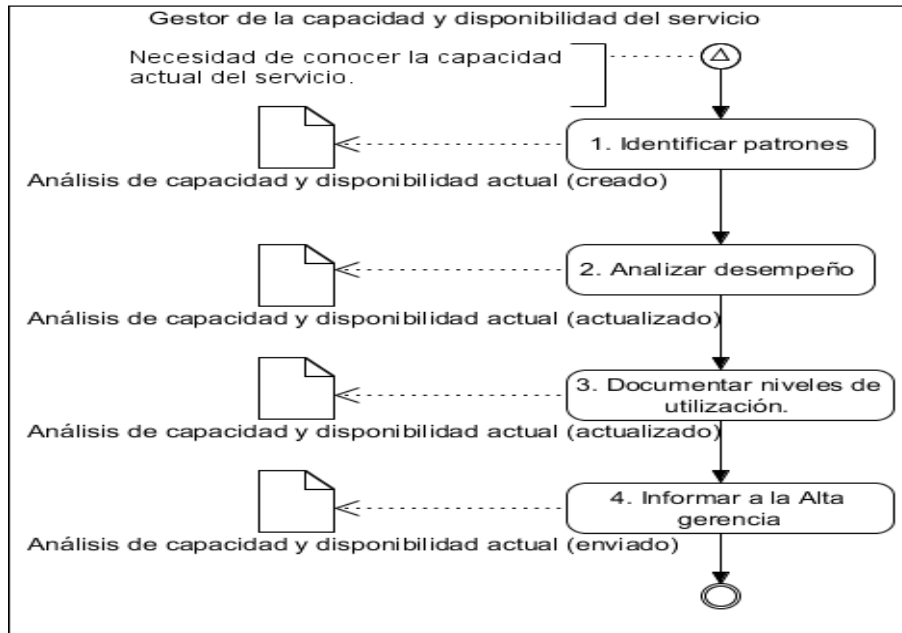 Gestor de la capacidad y disponibilidad del servicio
Necesidad de conocer la capacidad
actual del servicio.
1. Identificar patrones
Análisis de capacidad y disponibilidad actual (creado)
2. Analizar desempeño
Análisis de capacidad y disponibilidad actual (actualizado)
3. Documentar niveles de
utilización.
Análisis de capacidad y disponibilidad actual (actualizado)
4. Informar a la Alta
gerencia
Análisis de capacidad y disponibilidad actual (enviado)